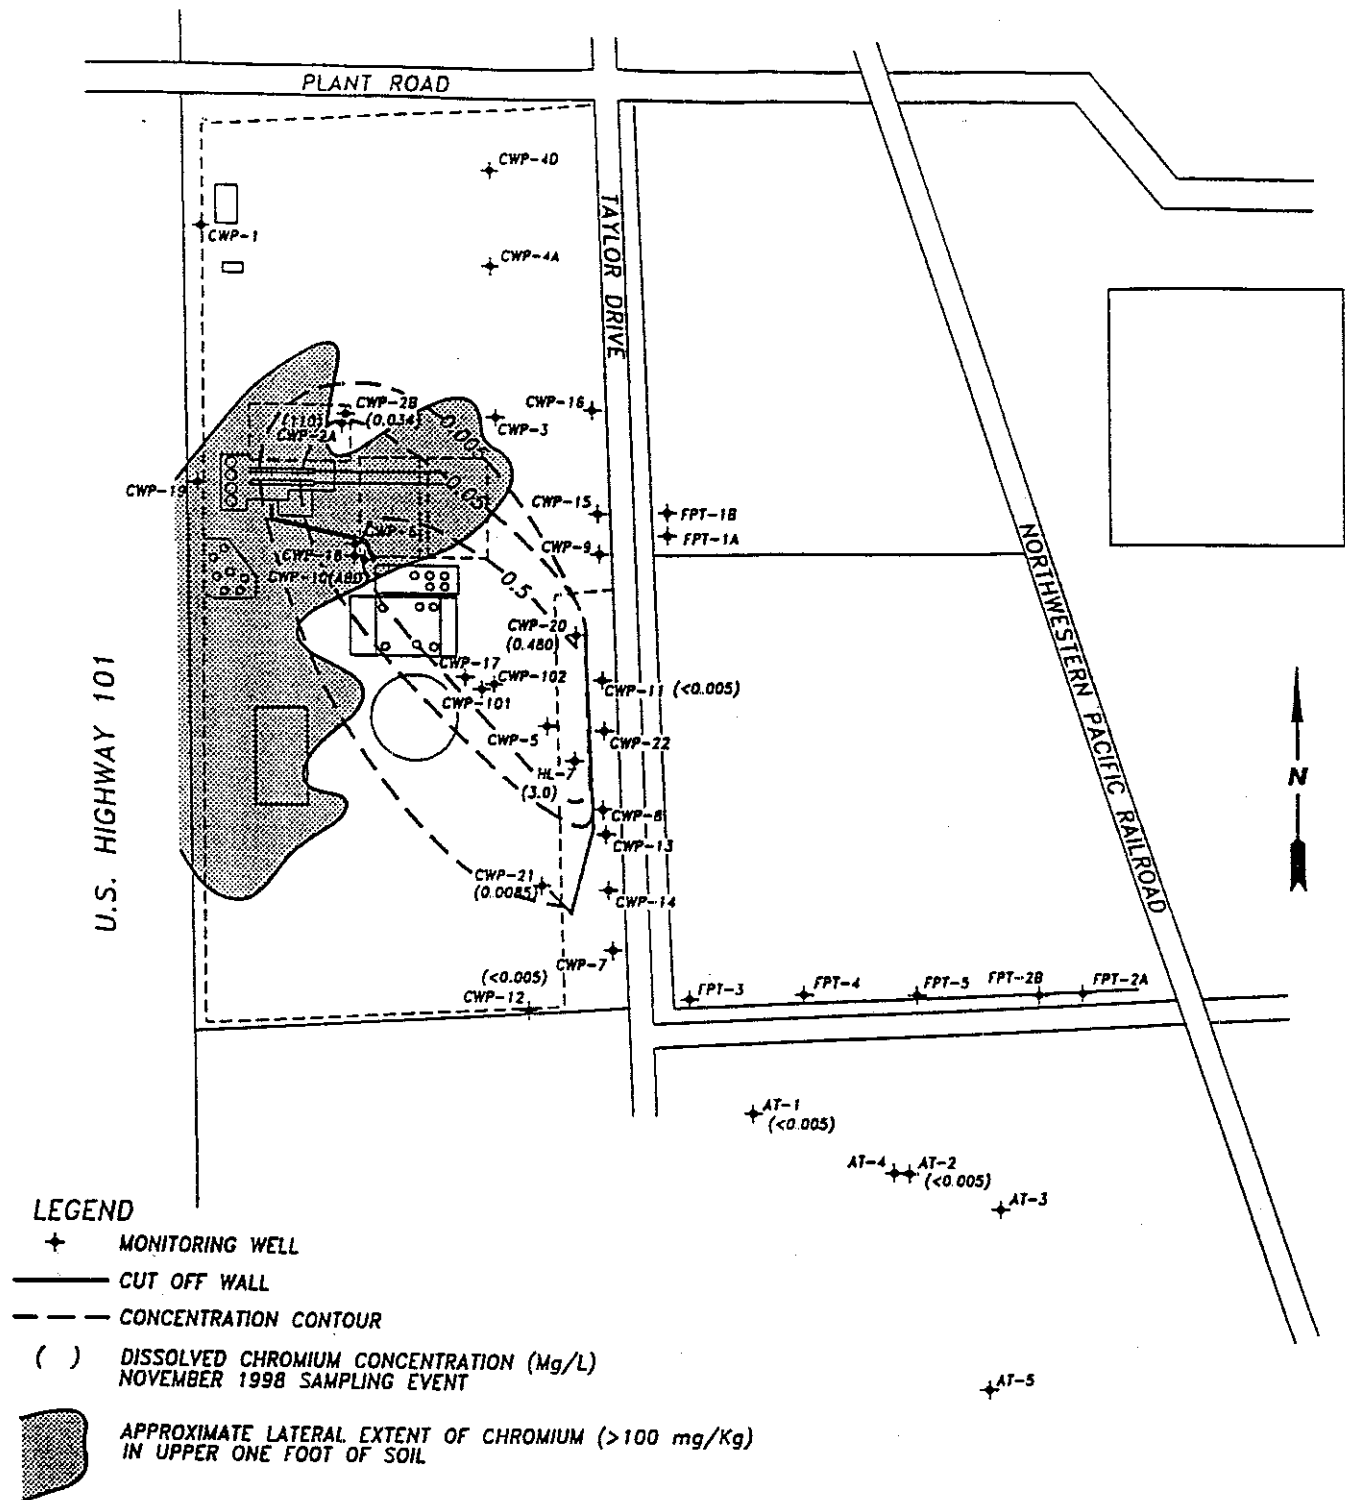 PLANT ROAD
CWP-4D
TAYLOR DRIVE
CWP-1
CWP-4A
CWP-2B
(0.034)
(110)
CWP-2A
CWP-3
CWP-16
0.005
0.05
CWP-19
CWP-15
FPT-1B
FPT-1A
CWP-9
CWP-6
CWP-18
0.5
NORTHWESTERN PACIFIC RAILROAD
CWP-20
(0.480)
CWP-17
CWP-102
CWP-101
CWP-11 (<0.005)
U.S. HIGHWAY 101
CWP-5
CWP-22
HL-7
(3.0)
CWP-8
CWP-13
N
CWP-21
(0.0085)
CWP-14
CWP-7
(<0.005)
CWP-12
FPT-3
FPT-4
FPT-5
FPT-2B
FPT-2A
AT-1
(<0.005)
AT-4
AT-2
(<0.005)
AT-3
AT-5
LEGEND
MONITORING WELL
CUT OFF WALL
CONCENTRATION CONTOUR
( ) DISSOLVED CHROMIUM CONCENTRATION (Mg/L)
NOVEMBER 1998 SAMPLING EVENT
APPROXIMATE LATERAL EXTENT OF CHROMIUM (>100 mg/Kg)
IN UPPER ONE FOOT OF SOIL